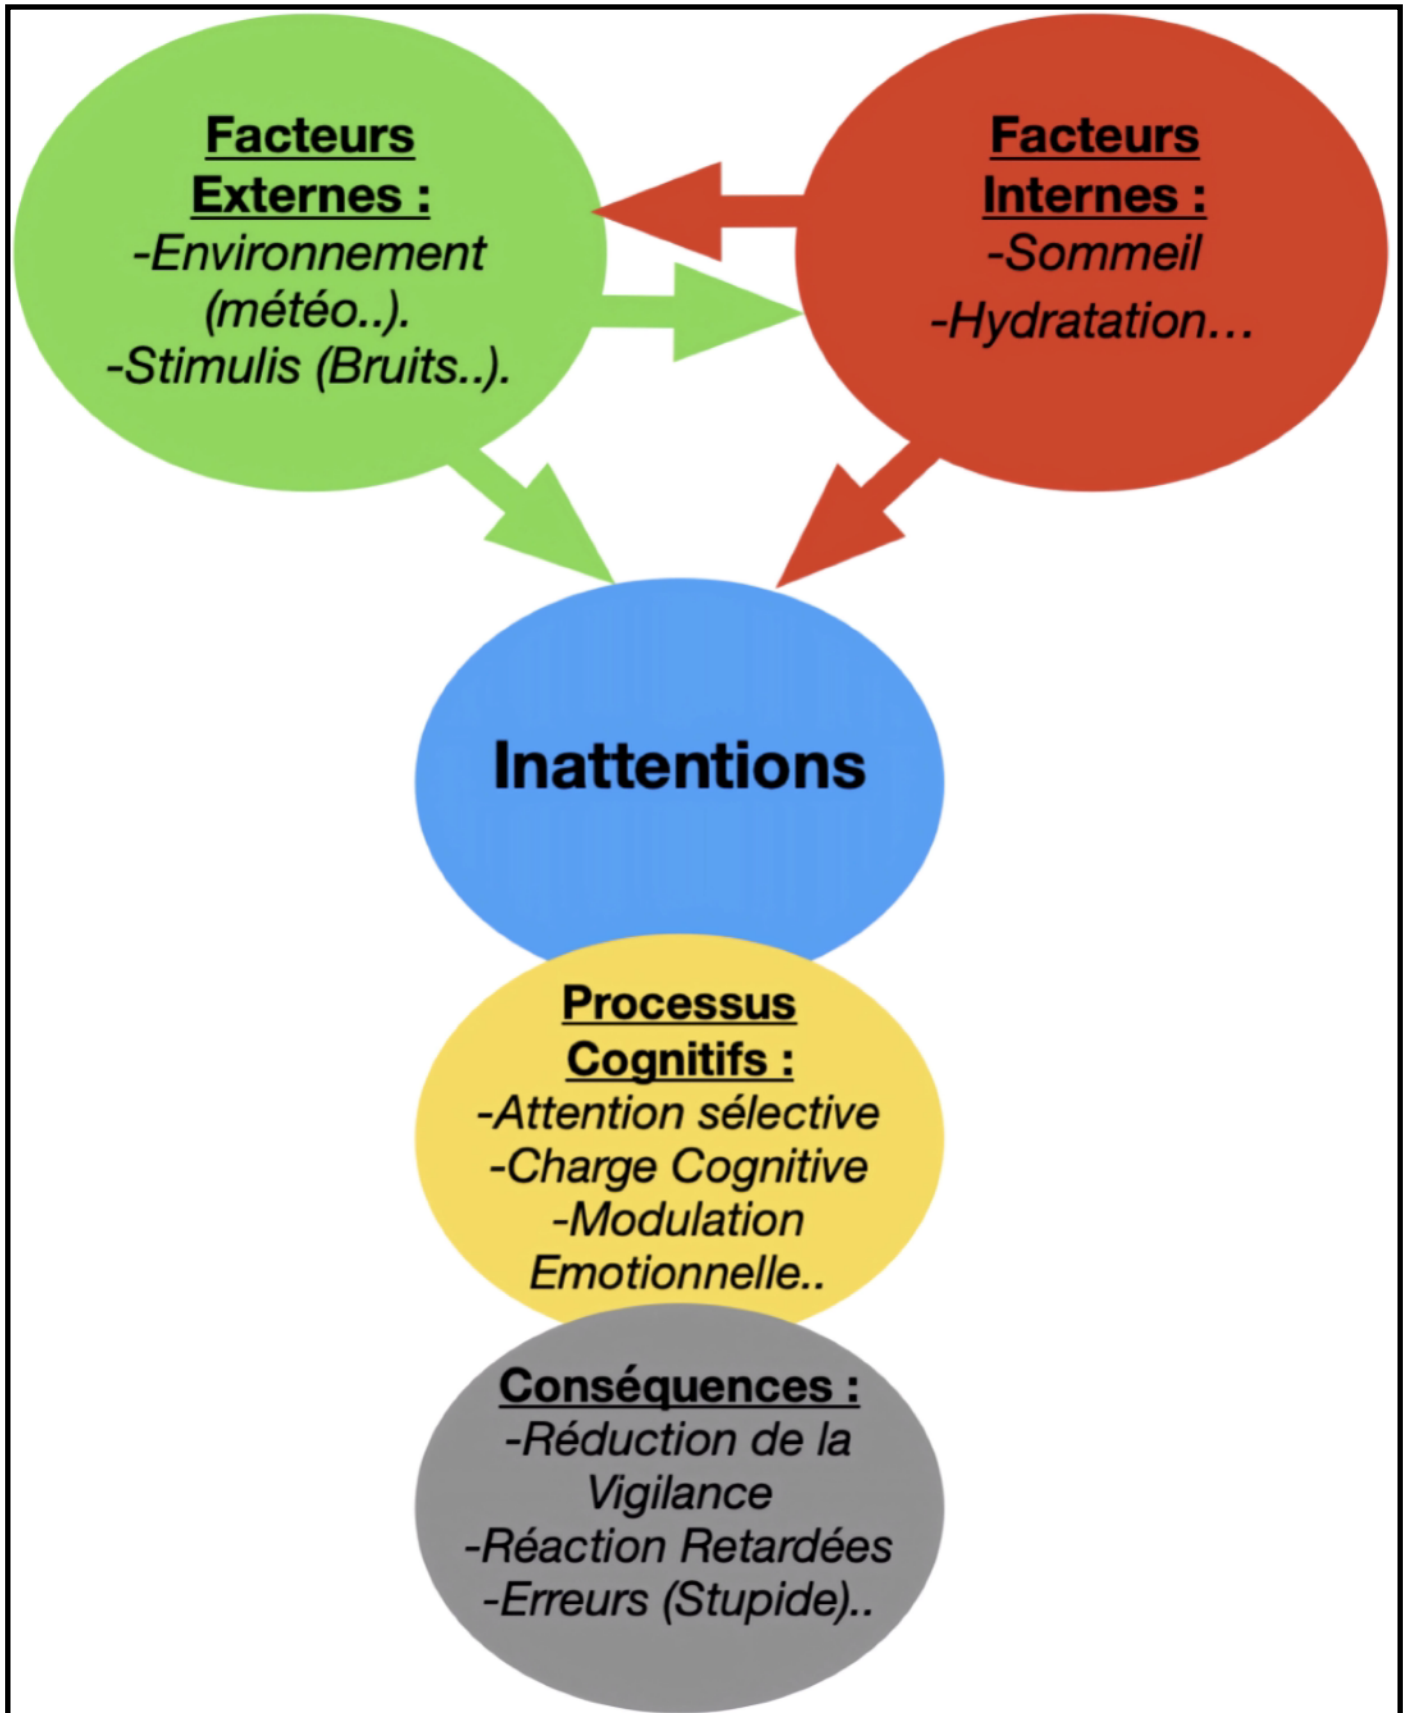 Facteurs
Externes :
-Environnement
(météo..).
-Stimulis (Bruits..).
Facteurs
Internes :
-Sommeil
-Hydratation...
Inattentions
Processus
Cognitifs :
-Attention sélective
-Charge Cognitive
-Modulation
Emotionnelle..
Conséquences :
-Réduction de la
Vigilance
-Réaction Retardées
-Erreurs (Stupide)..